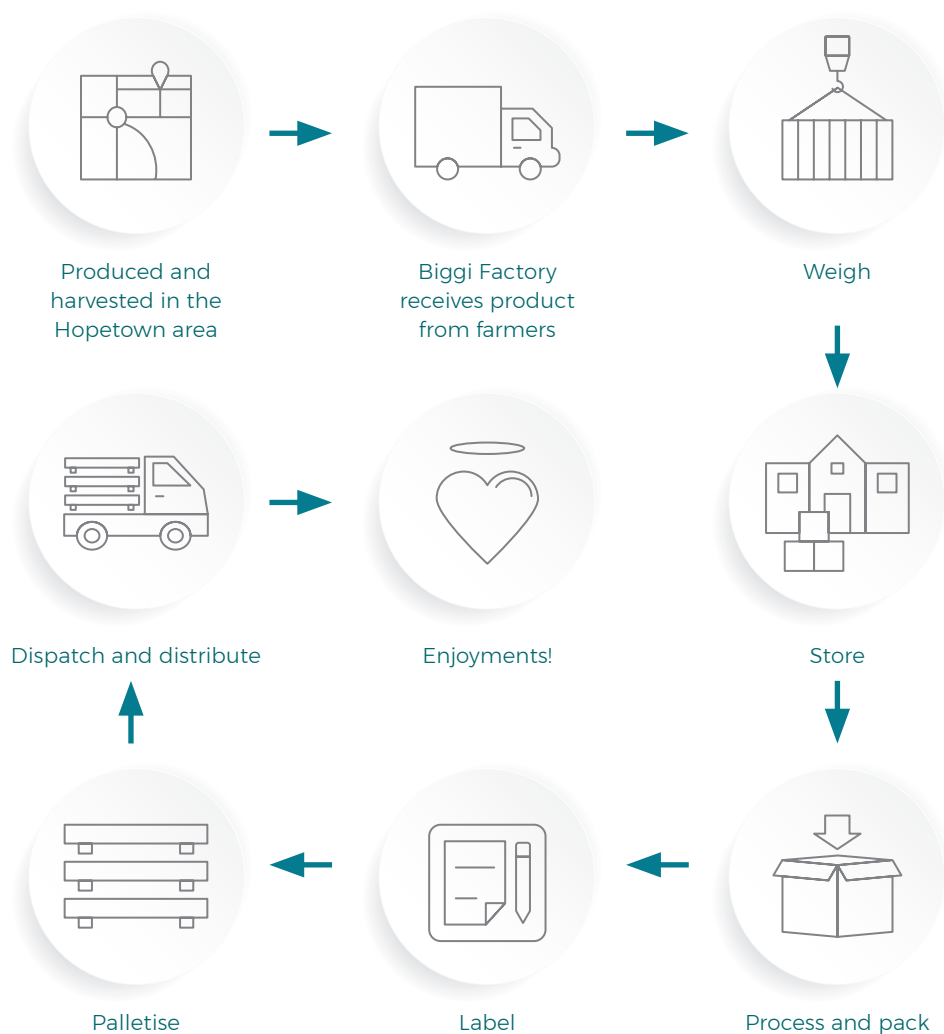 Produced and
harvested in the
Hopetown area
Biggi Factory
receives product
from farmers
Weigh
Dispatch and distribute
Enjoyments!
Store
Palletise
Label
Process and pack